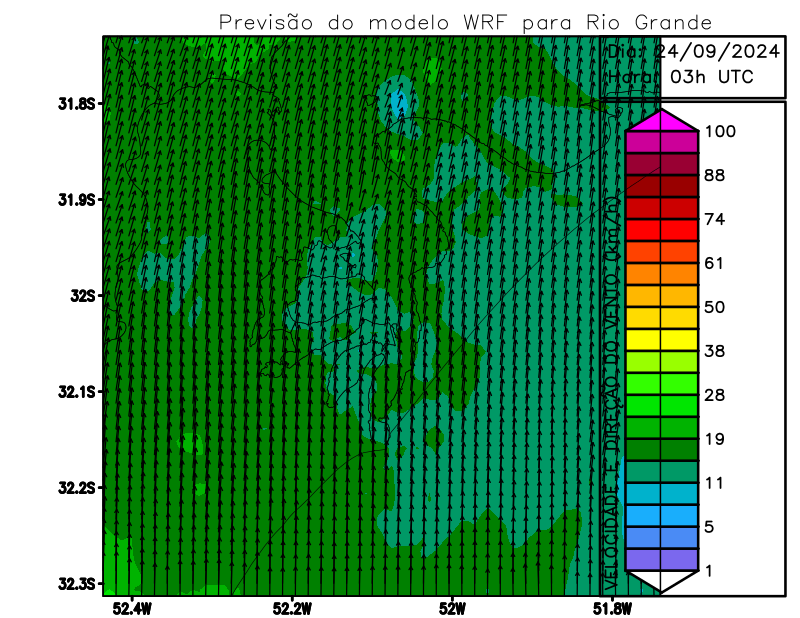 Previsão do modelo WRF para Rio Grande
Dia: 24/09/2024
Hora: 03h UTC
31.8S
31.9S
32S
32.1S
32.2S
32.3S
52.4W
52.2W
52W
51.8W
VELOCIDADE E DIREÇÃO DO VENTO (km/h)
100
88
74
61
50
38
28
19
11
5
1